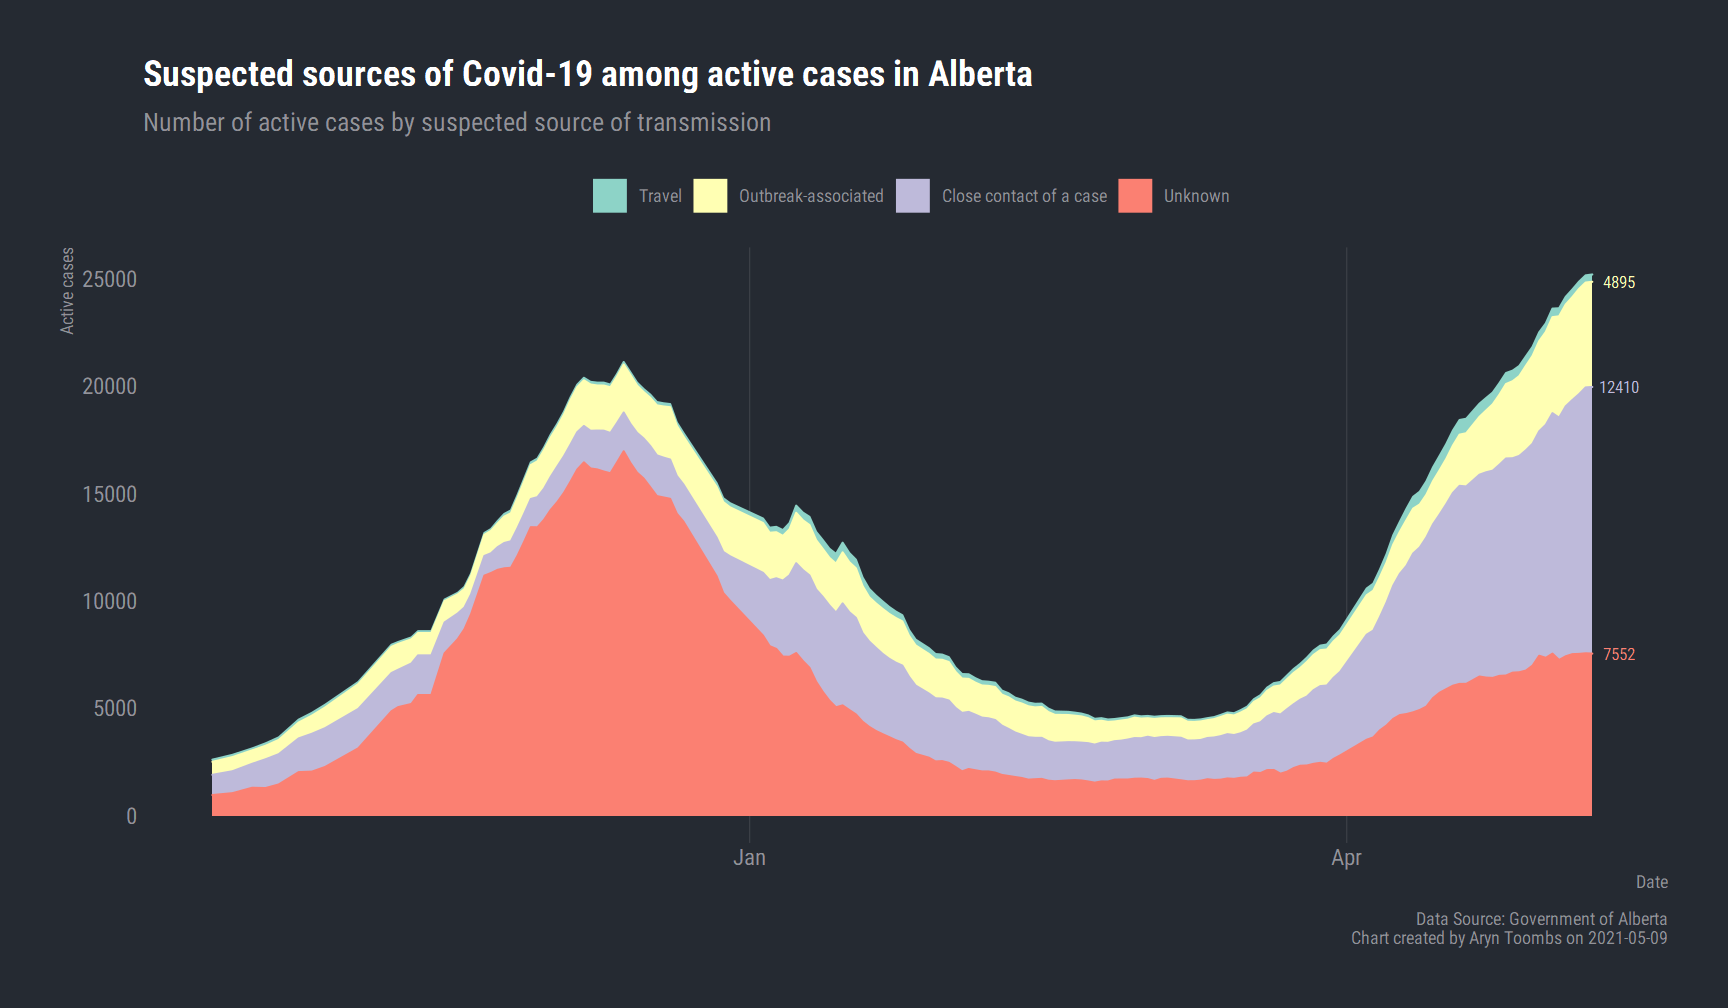 Suspected sources of Covid-19 among active cases in Alberta
Number of active cases by suspected source of transmission
Travel
Outbreak-associated
Close contact of a case
Unknown
Active cases
25000
20000
15000
10000
5000
0
4895
12410
7552
Jan
Apr
Date
Data Source: Government of Alberta
Chart created by Aryn Toombs on 2021-05-09